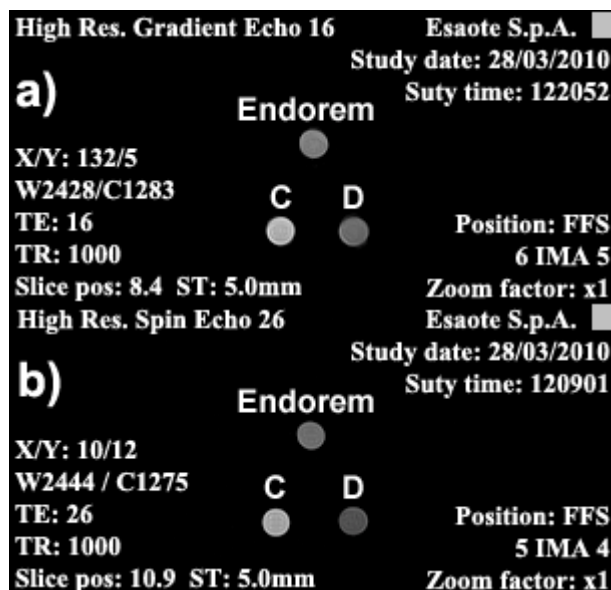 High Res. Gradient Echo 16 Esaote S.p.A.
Study date: 28/03/2010
a) Suty time: 122052
Endorem
X/Y: 132/5
W2428/C1283 C D
TE: 16 Position: FFS
TR: 1000 6 IMA 5
Slice pos: 8.4 ST: 5.0mm Zoom factor: x1
High Res. Spin Echo 26 Esaote S.p.A.
Study date: 28/03/2010
b) Suty time: 120901
Endorem
X/Y: 10/12
W2444 / C1275 C D
TE: 26 Position: FFS
TR: 1000 5 IMA 4
Slice pos: 10.9 ST: 5.0mm Zoom factor: x1